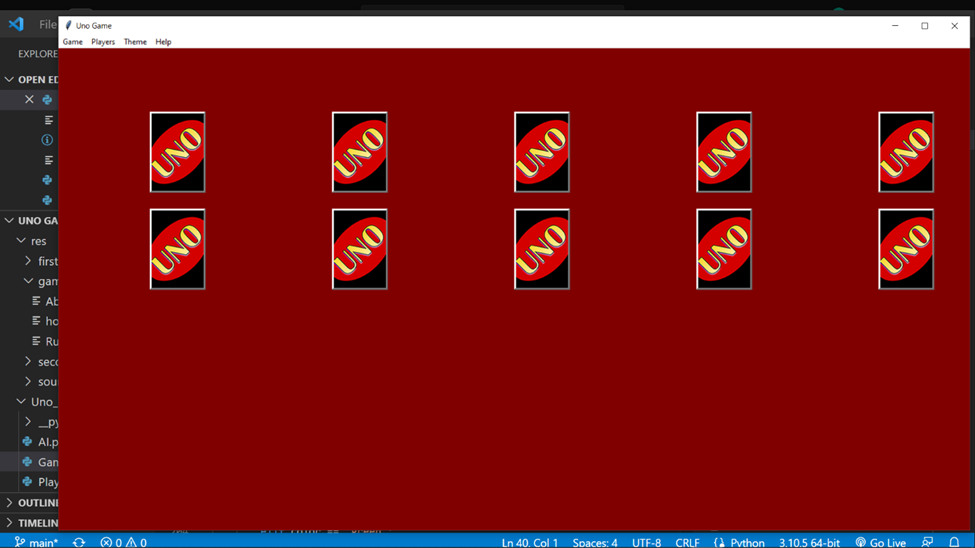 File
Uno Game
Game Players Theme Help
EXPLORE
OPEN ED
UNO UNO UNO UNO UNO
UNO UNO UNO UNO UNO
UNO GA
res
first
gam
Ab
ho
Ru
seco
sour
Uno_
__py
AI.p
Gam
Play
OUTLINE
TIMELIN
main* 0 0 Ln 40, Col 1 Spaces: 4 UTF-8 CRLF Python 3.10.5 64-bit Go Live